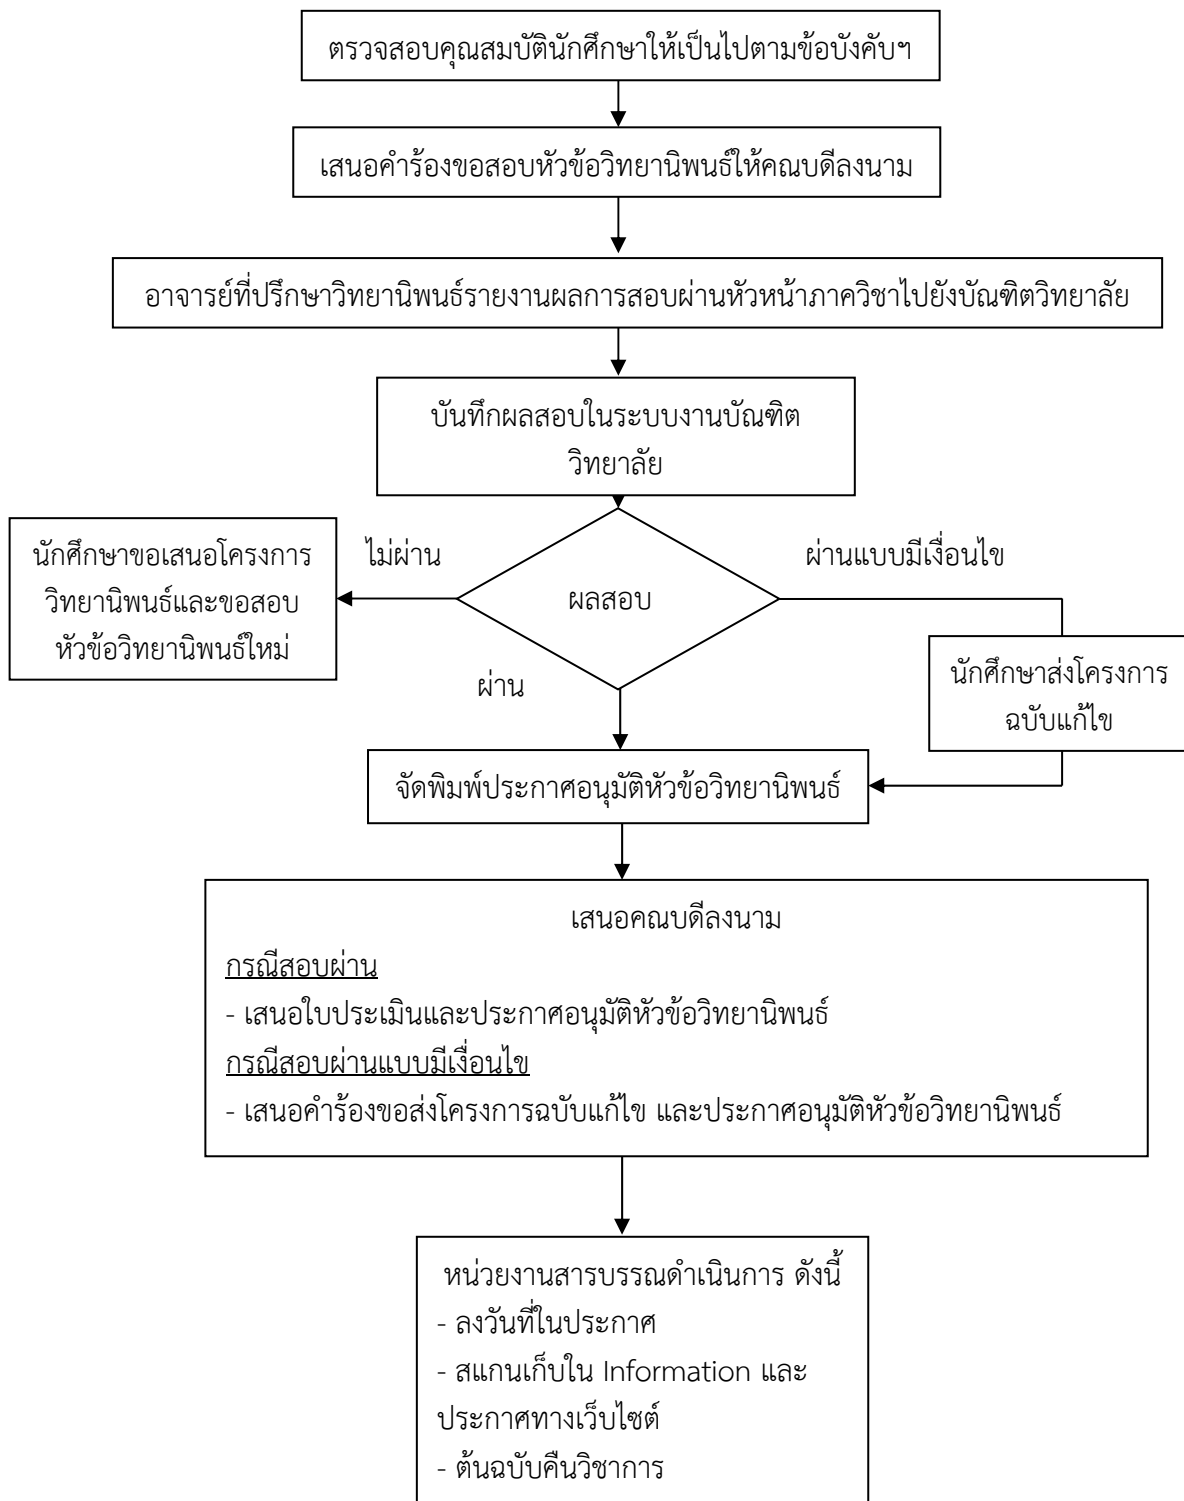 ตรวจสอบคุณสมบัตินักศึกษาให้เป็นไปตามข้อบังคับฯ
เสนอคำร้องขอสอบหัวข้อวิทยานิพนธ์ให้คณบดีลงนาม
อาจารย์ที่ปรึกษาวิทยานิพนธ์รายงานผลการสอบผ่านหัวหน้าภาควิชาไปยังบัณฑิตวิทยาลัย
บันทึกผลสอบในระบบงานบัณฑิต
วิทยาลัย
นักศึกษาขอเสนอโครงการ
วิทยานิพนธ์และขอสอบ
หัวข้อวิทยานิพนธ์ใหม่
ไม่ผ่าน
ผลสอบ
ผ่านแบบมีเงื่อนไข
ผ่าน
นักศึกษาส่งโครงการ
ฉบับแก้ไข
จัดพิมพ์ประกาศอนุมัติหัวข้อวิทยานิพนธ์
เสนอคณบดีลงนาม
กรณีสอบผ่าน
- เสนอใบประเมินและประกาศอนุมัติหัวข้อวิทยานิพนธ์
กรณีสอบผ่านแบบมีเงื่อนไข
- เสนอคำร้องขอส่งโครงการฉบับแก้ไข และประกาศอนุมัติหัวข้อวิทยานิพนธ์
หน่วยงานสารบรรณดำเนินการ ดังนี้
- ลงวันที่ในประกาศ
- สแกนเก็บใน Information และ
ประกาศทางเว็บไซต์
- ต้นฉบับคืนวิชาการ